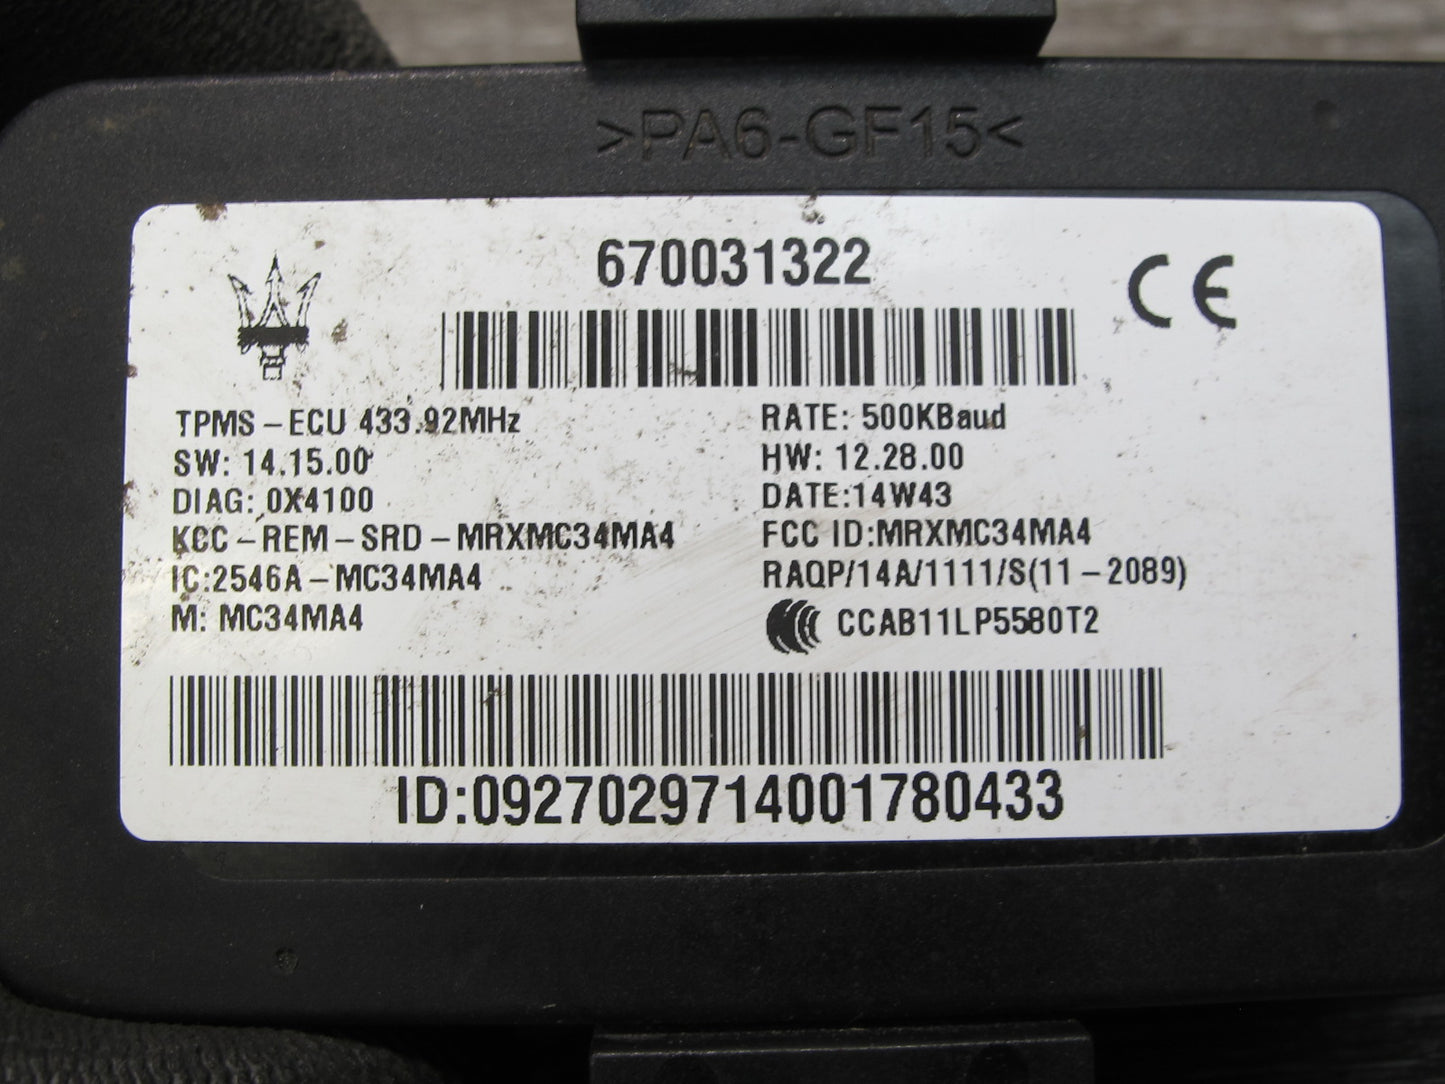 >PA6-GF15<
670031322
CE
TPMS-ECU 433.92MHz
RATE: 500KBaud
SW: 14.15.00
HW: 12.28.00
DIAG: 0X4100
DATE:14W43
KCC-REM-SRD-MRXMC34MA4
FCC ID:MRXMC34MA4
IC:2546A-MC34MA4
RAQP/14A/1111/S(11-2089)
M: MC34MA4
CCAB11LP5580T2
ID:0927029714001780433